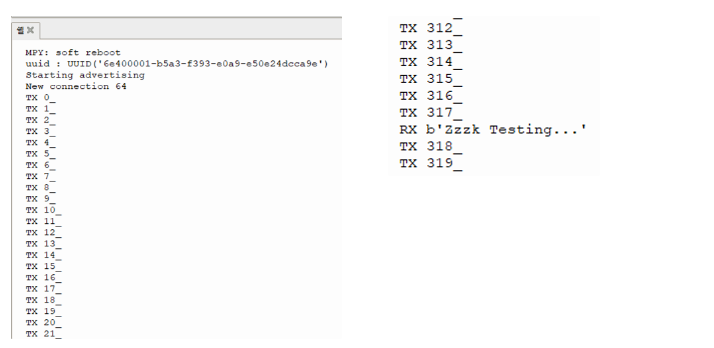 쉘 ×
MPY: soft reboot
uuid : UUID('6e400001-b5a3-f393-e0a9-e50e24dcca9e')
Starting advertising
New connection 64
TX 0_
TX 1_
TX 2_
TX 3_
TX 4_
TX 5_
TX 6_
TX 7_
TX 8_
TX 9_
TX 10_
TX 11_
TX 12_
TX 13_
TX 14_
TX 15_
TX 16_
TX 17_
TX 18_
TX 19_
TX 20_
TX 21_
TX 312_
TX 313_
TX 314_
TX 315_
TX 316_
TX 317_
RX b'Zzzk Testing...'
TX 318_
TX 319_